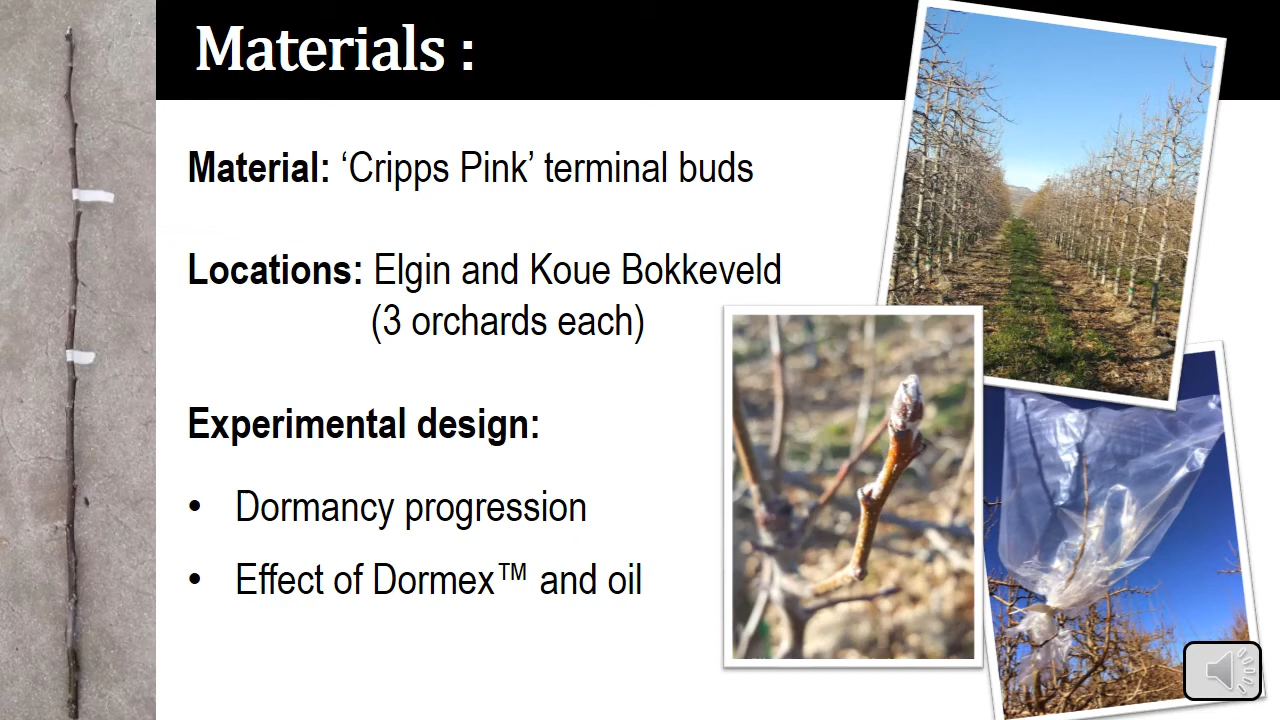 Materials :
Material: ‘Cripps Pink’ terminal buds
Locations: Elgin and Koue Bokkeveld
(3 orchards each)
Experimental design:
• Dormancy progression
• Effect of Dormex™ and oil